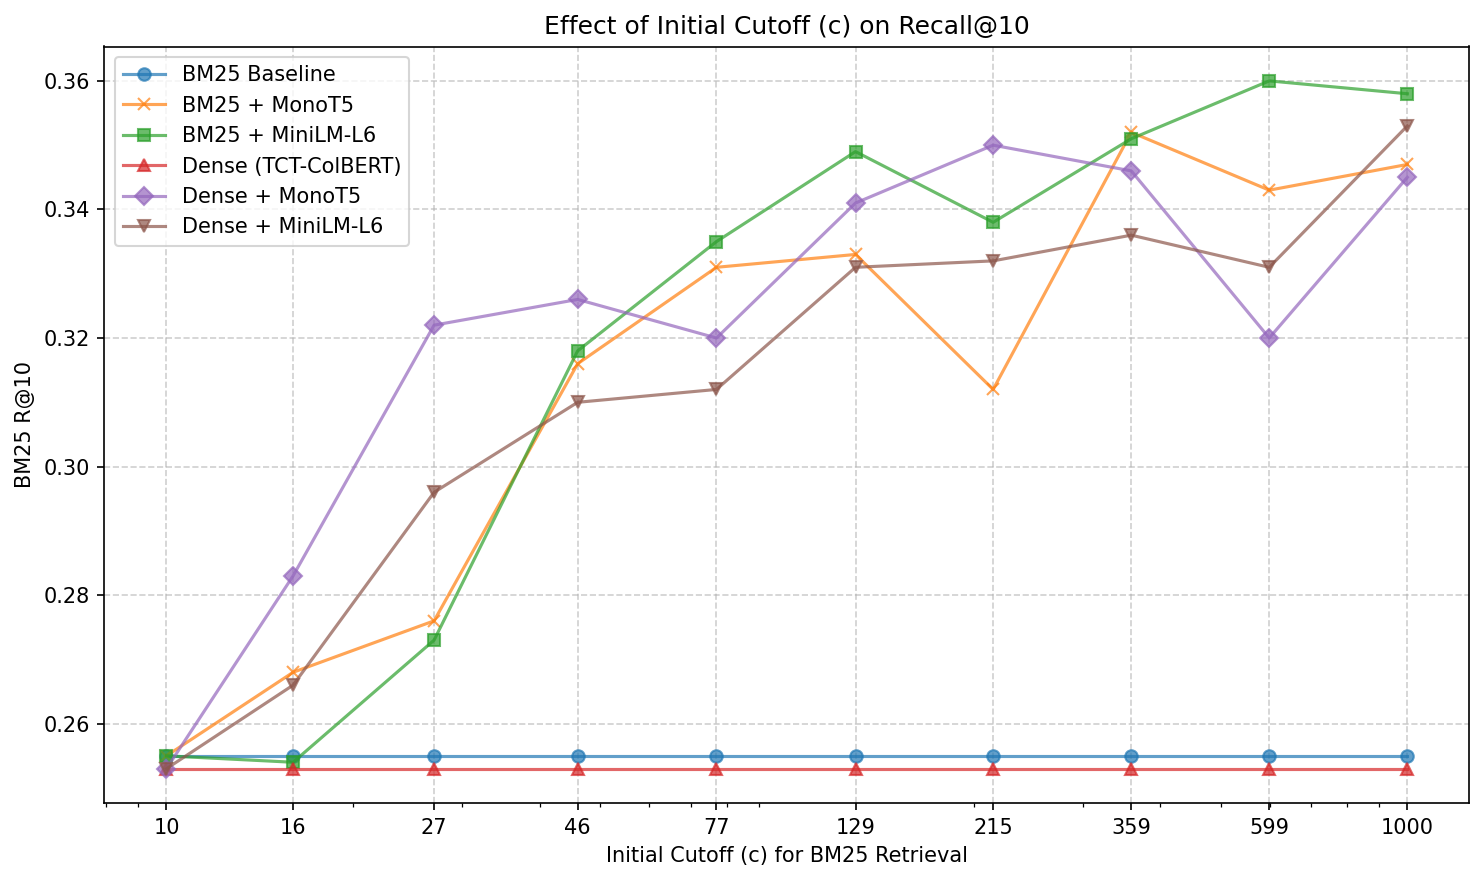 Effect of Initial Cutoff (c) on Recall@10
BM25 Baseline
BM25 + MonoT5
BM25 + MiniLM-L6
Dense (TCT-ColBERT)
Dense + MonoT5
Dense + MiniLM-L6
BM25 R@10
0.36
0.34
0.32
0.30
0.28
0.26
10 16 27 46 77 129 215 359 599 1000
Initial Cutoff (c) for BM25 Retrieval